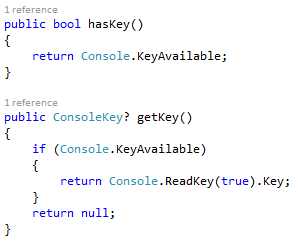 1 reference
public bool hasKey()
{
    return Console.KeyAvailable;
}
1 reference
public ConsoleKey? getKey()
{
    if (Console.KeyAvailable)
    {
        return Console.ReadKey(true).Key;
    }
    return null;
}